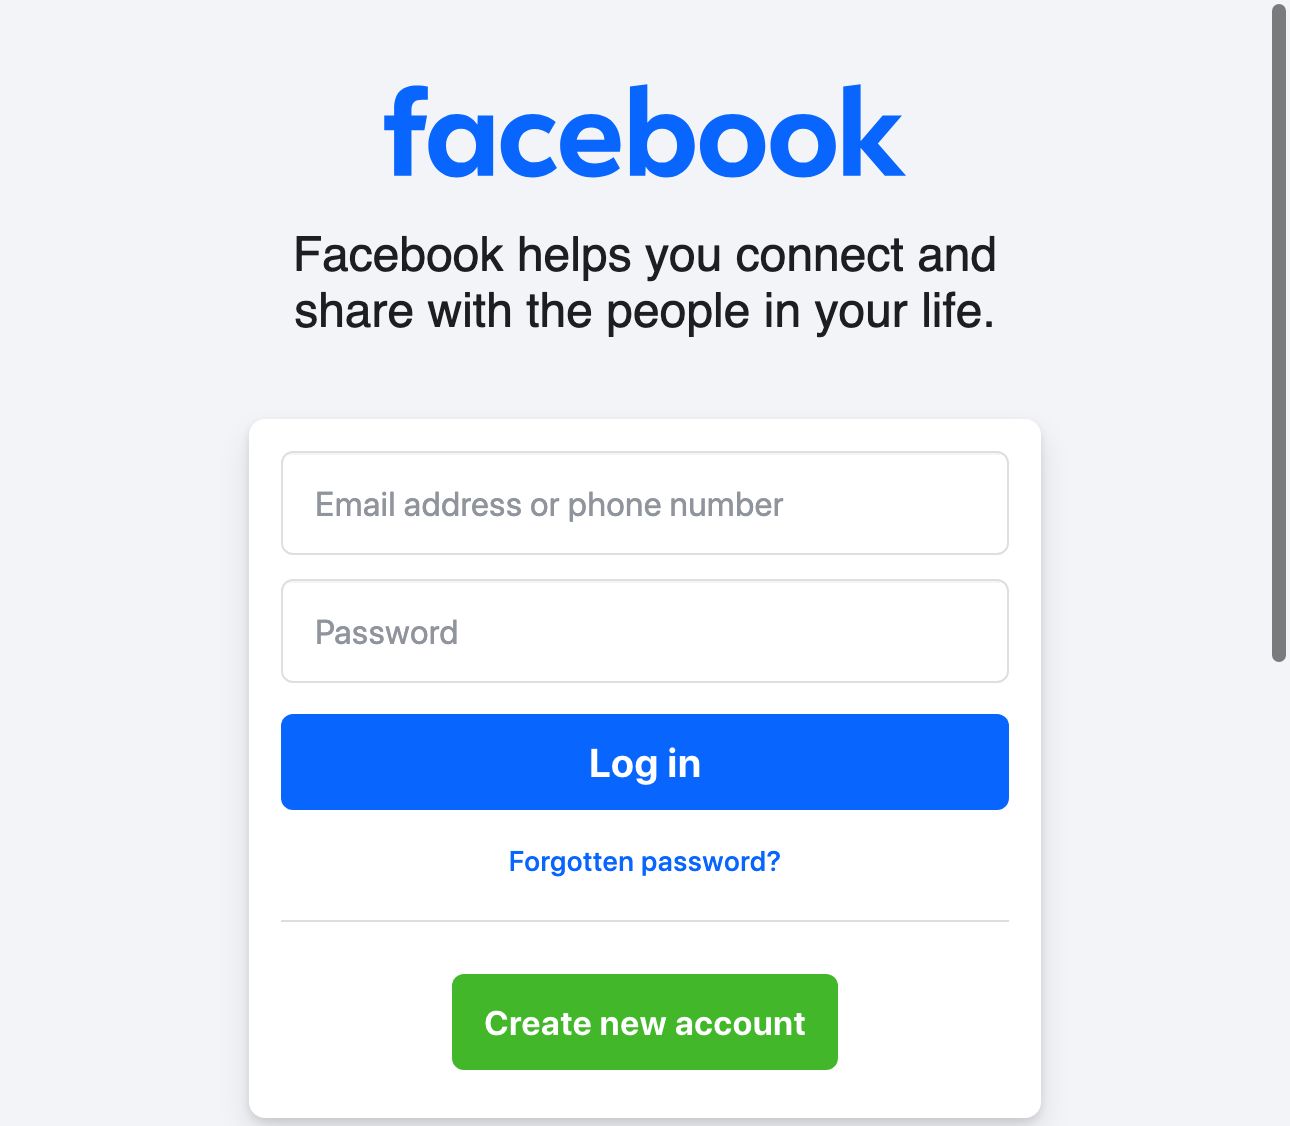 facebook
Facebook helps you connect and
share with the people in your life.
Email address or phone number
Password
Log in
Forgotten password?
Create new account